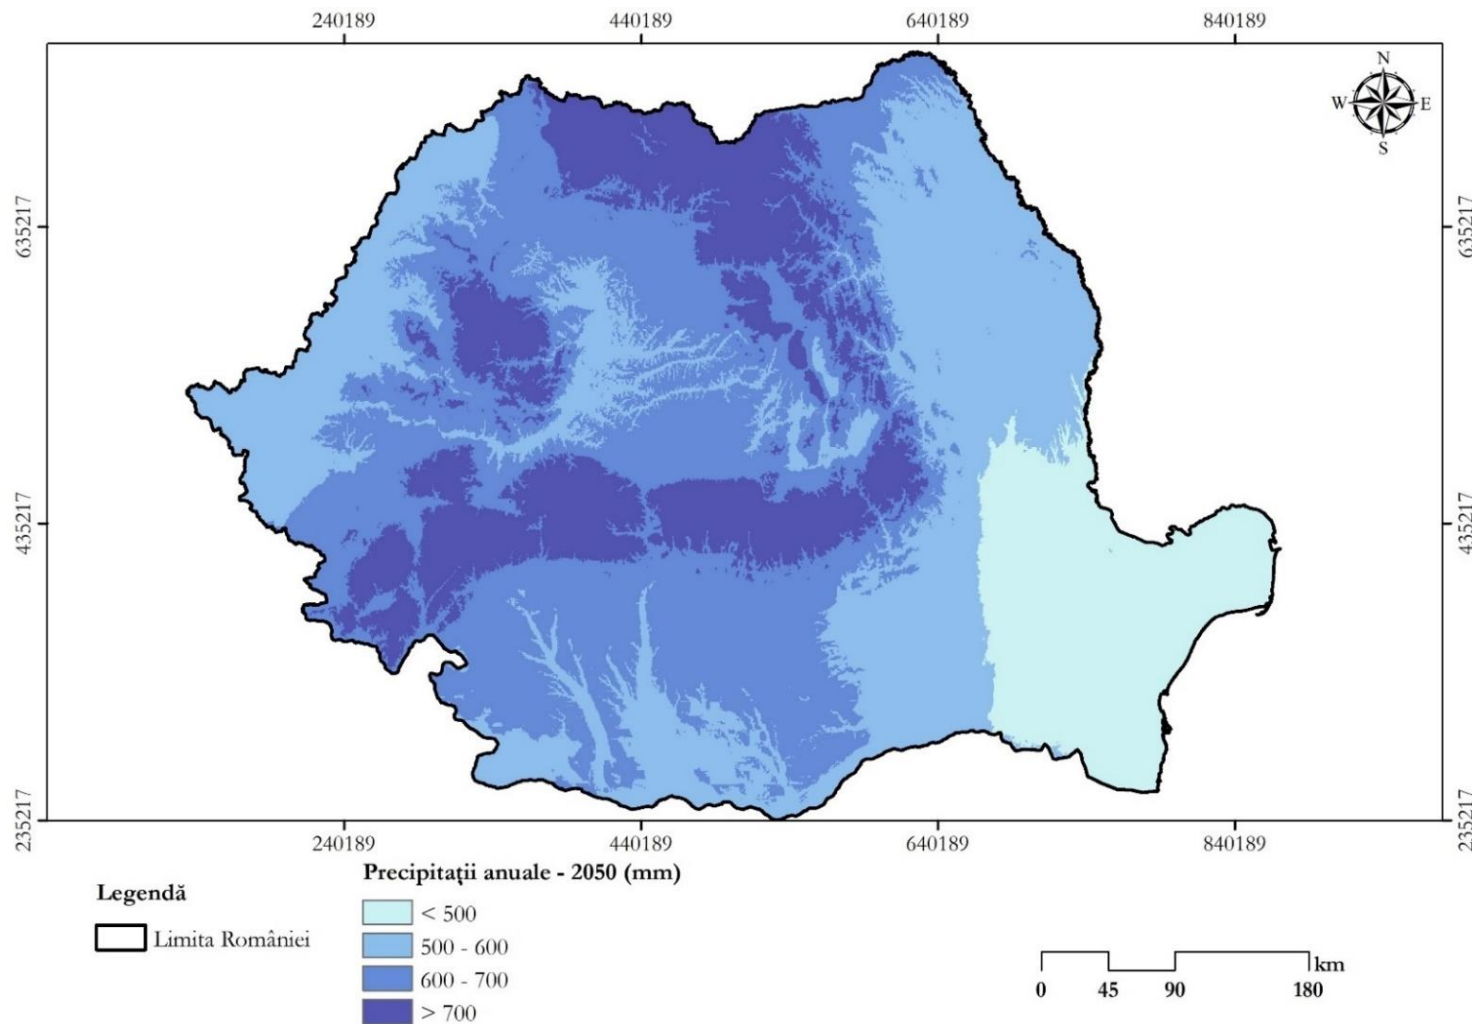 240189 440189 640189 840189
N
W E
S
635217 635217
435217 435217
235217 235217
240189 440189 640189 840189
Precipitații anuale - 2050 (mm)
Legendă
< 500
Limita României
500 - 600
600 - 700
> 700
km
0 45 90 180